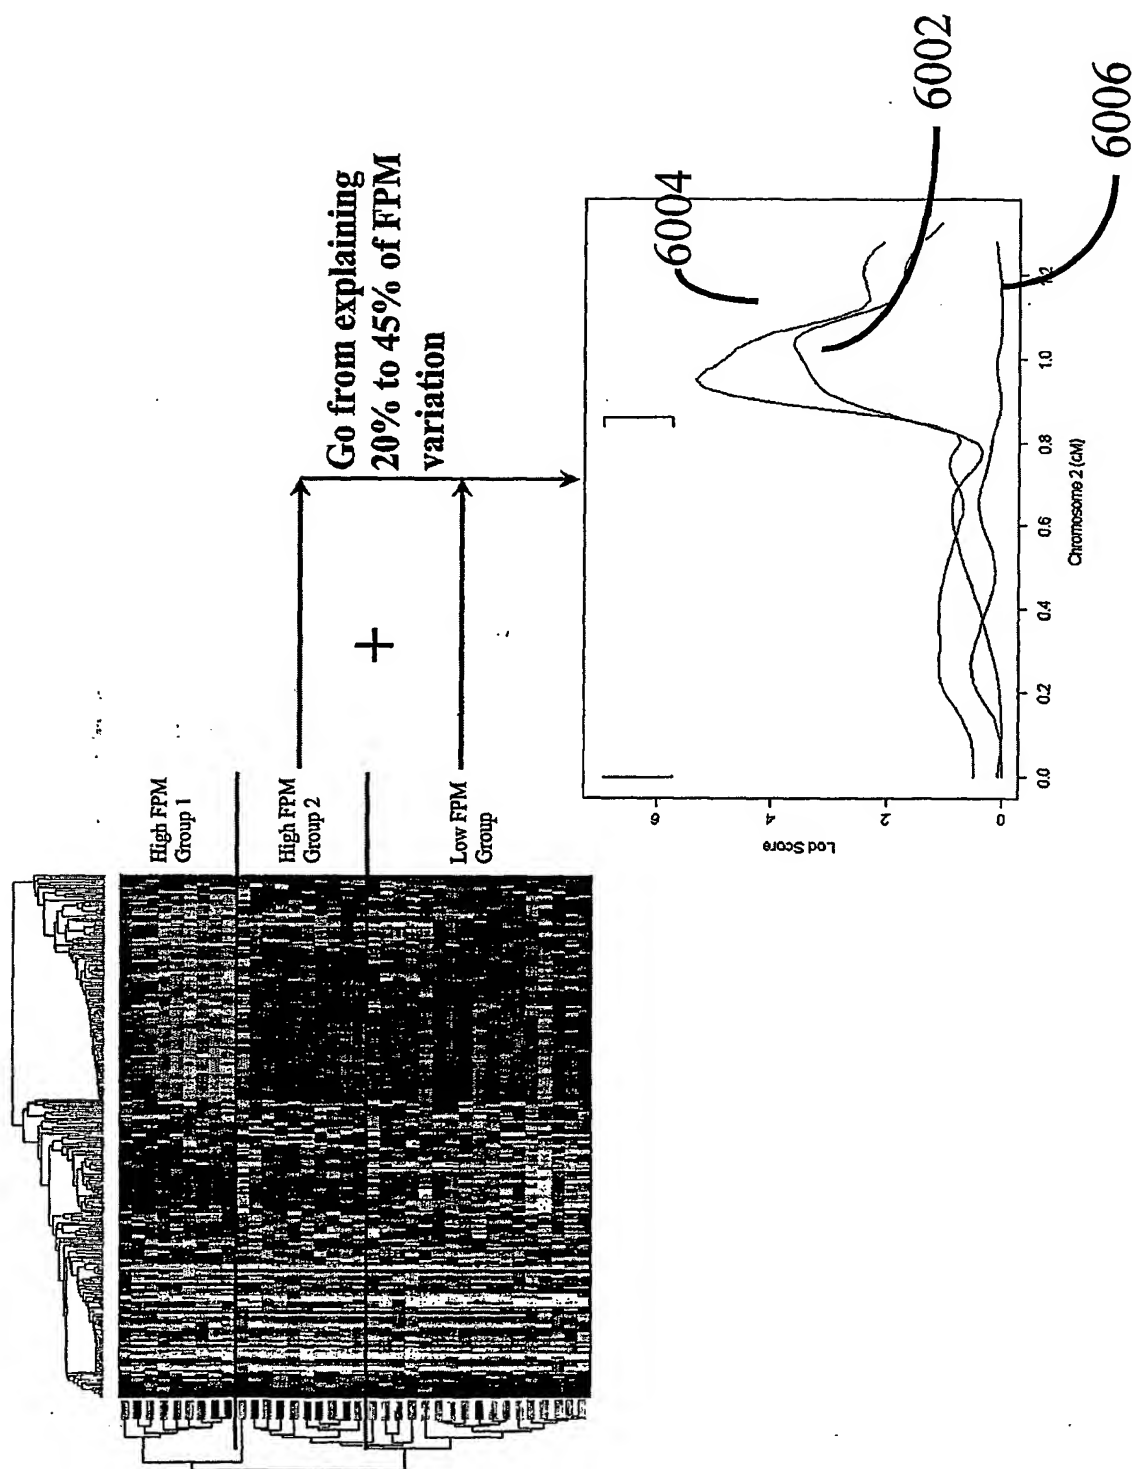 High FPM
Group 1
High FPM
Group 2
Low FPM
Group
+
Go from explaining
20% to 45% of FPM
variation
6004
6002
6006
Lod Score
6
4
2
0
0.0
0.2
0.4
0.6
0.8
1.0
1.2
Chromosome 2 (cM)